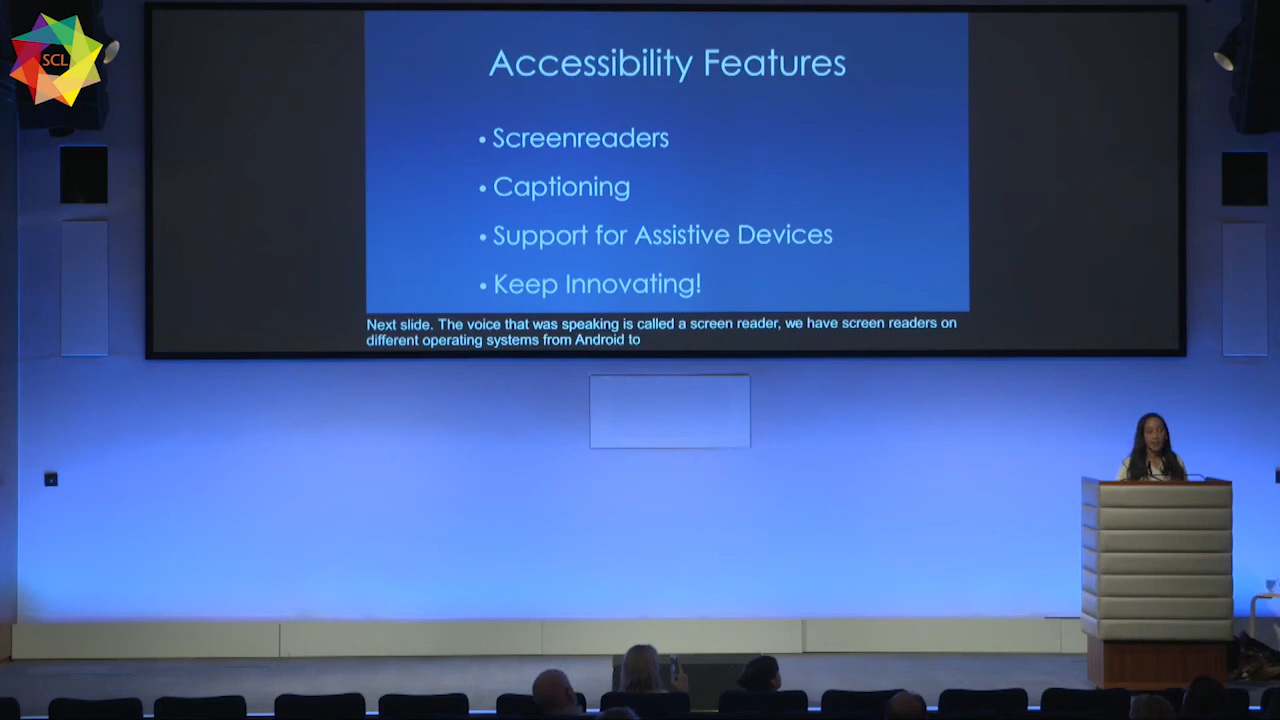 SCL
Accessibility Features
• Screenreaders
• Captioning
• Support for Assistive Devices
• Keep Innovating!
Next slide. The voice that was speaking is called a screen reader, we have screen readers on
different operating systems from Android to